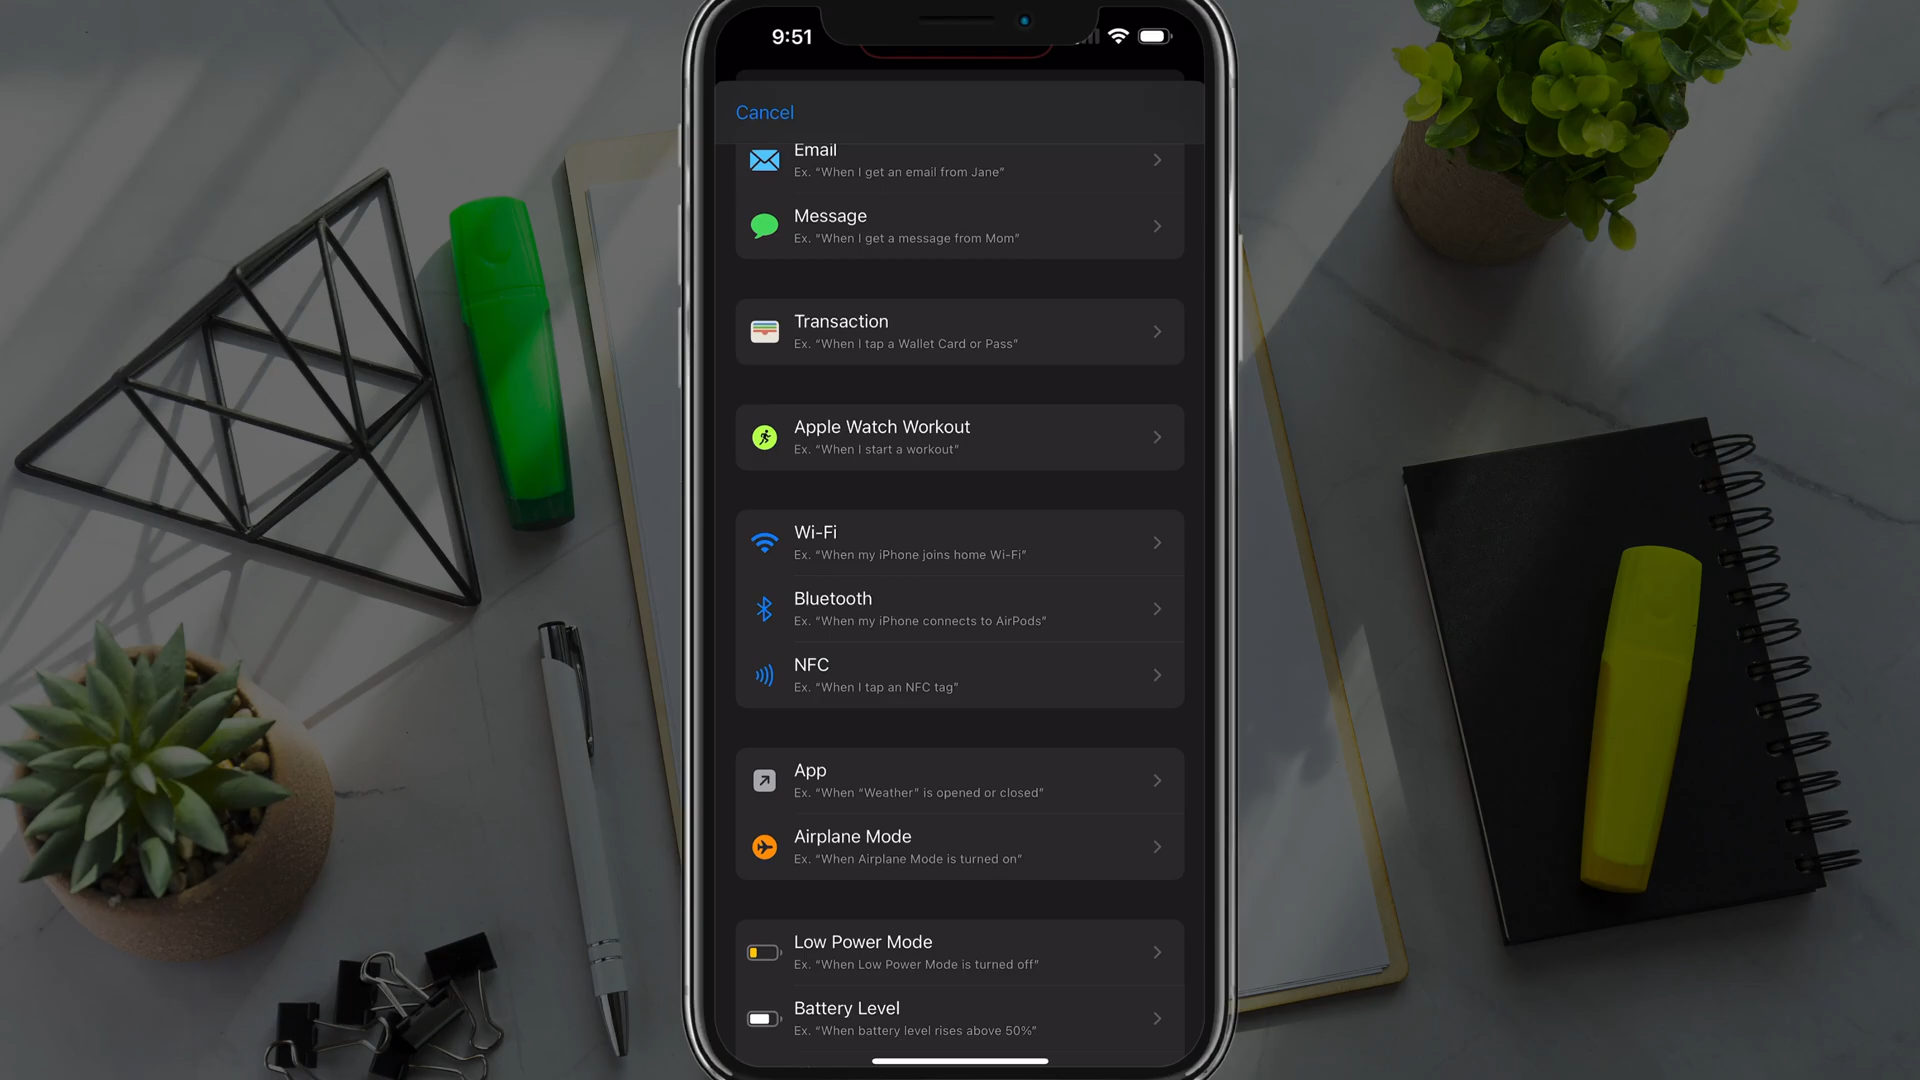 9:51
Cancel
Email
Ex. “When I get an email from Jane”
Message
Ex. “When I get a message from Mom”
Transaction
Ex. “When I tap a Wallet Card or Pass”
Apple Watch Workout
Ex. “When I start a workout”
Wi-Fi
Ex. “When my iPhone joins home Wi-Fi”
Bluetooth
Ex. “When my iPhone connects to AirPods”
NFC
Ex. “When I tap an NFC tag”
App
Ex. “When “Weather” is opened or closed”
Airplane Mode
Ex. “When Airplane Mode is turned on”
Low Power Mode
Ex. “When Low Power Mode is turned off”
Battery Level
Ex. “When battery level rises above 50%”